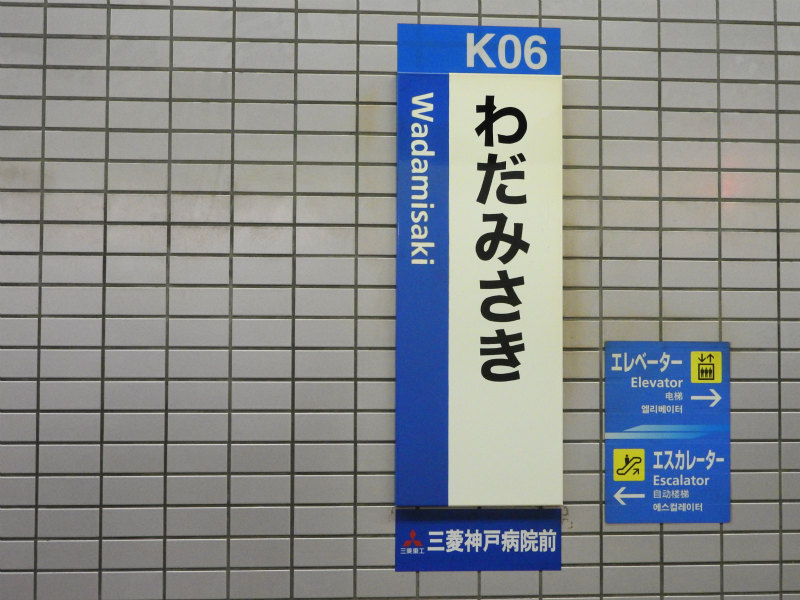 K06
わだみさき
Wadamisaki
三菱重工
三菱神戸病院前
エレベーター
Elevator
电梯
엘리베이터
エスカレーター
Escalator
自动楼梯
에스컬레이터